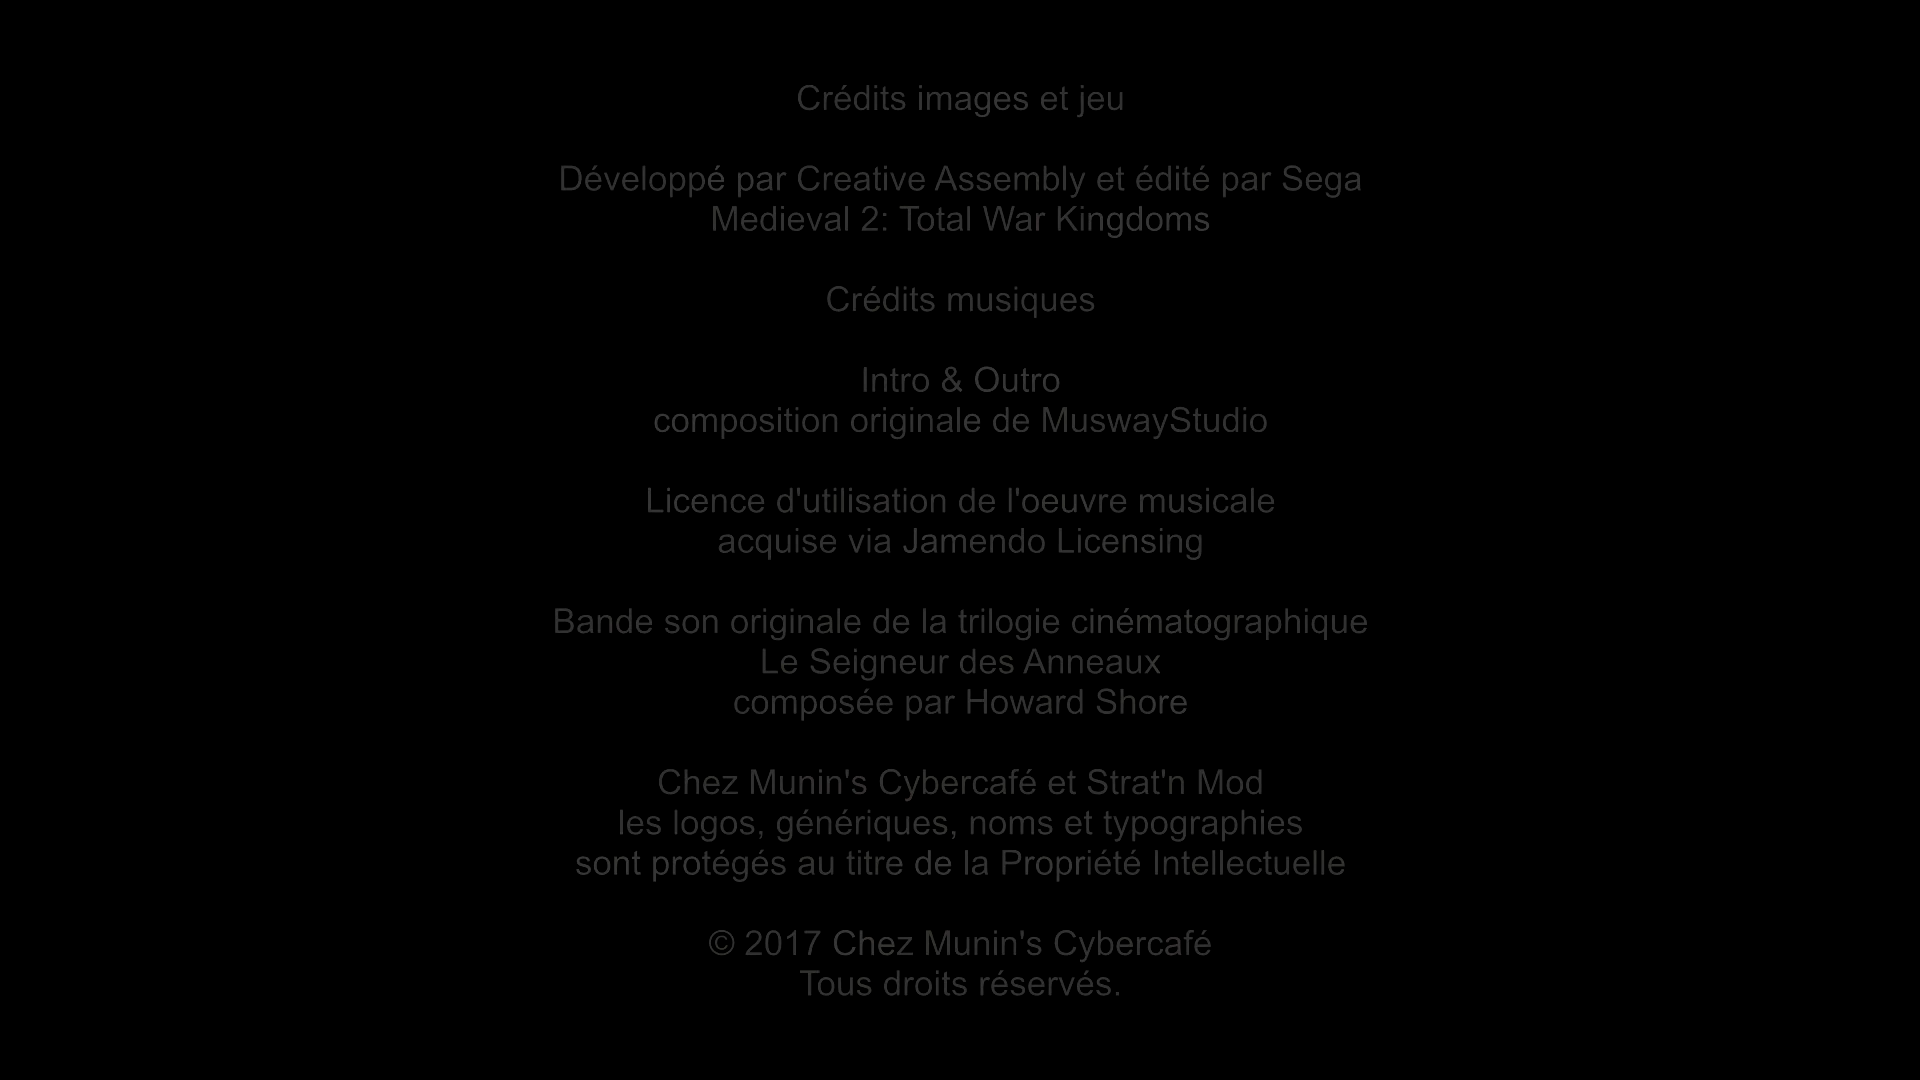 Crédits images et jeu
Développé par Creative Assembly et édité par Sega
Medieval 2: Total War Kingdoms
Crédits musiques
Intro & Outro
composition originale de MuswayStudio
Licence d'utilisation de l'oeuvre musicale
acquise via Jamendo Licensing
Bande son originale de la trilogie cinématographique
Le Seigneur des Anneaux
composée par Howard Shore
Chez Munin's Cybercafé et Strat'n Mod
les logos, génériques, noms et typographies
sont protégés au titre de la Propriété Intellectuelle
© 2017 Chez Munin's Cybercafé
Tous droits réservés.